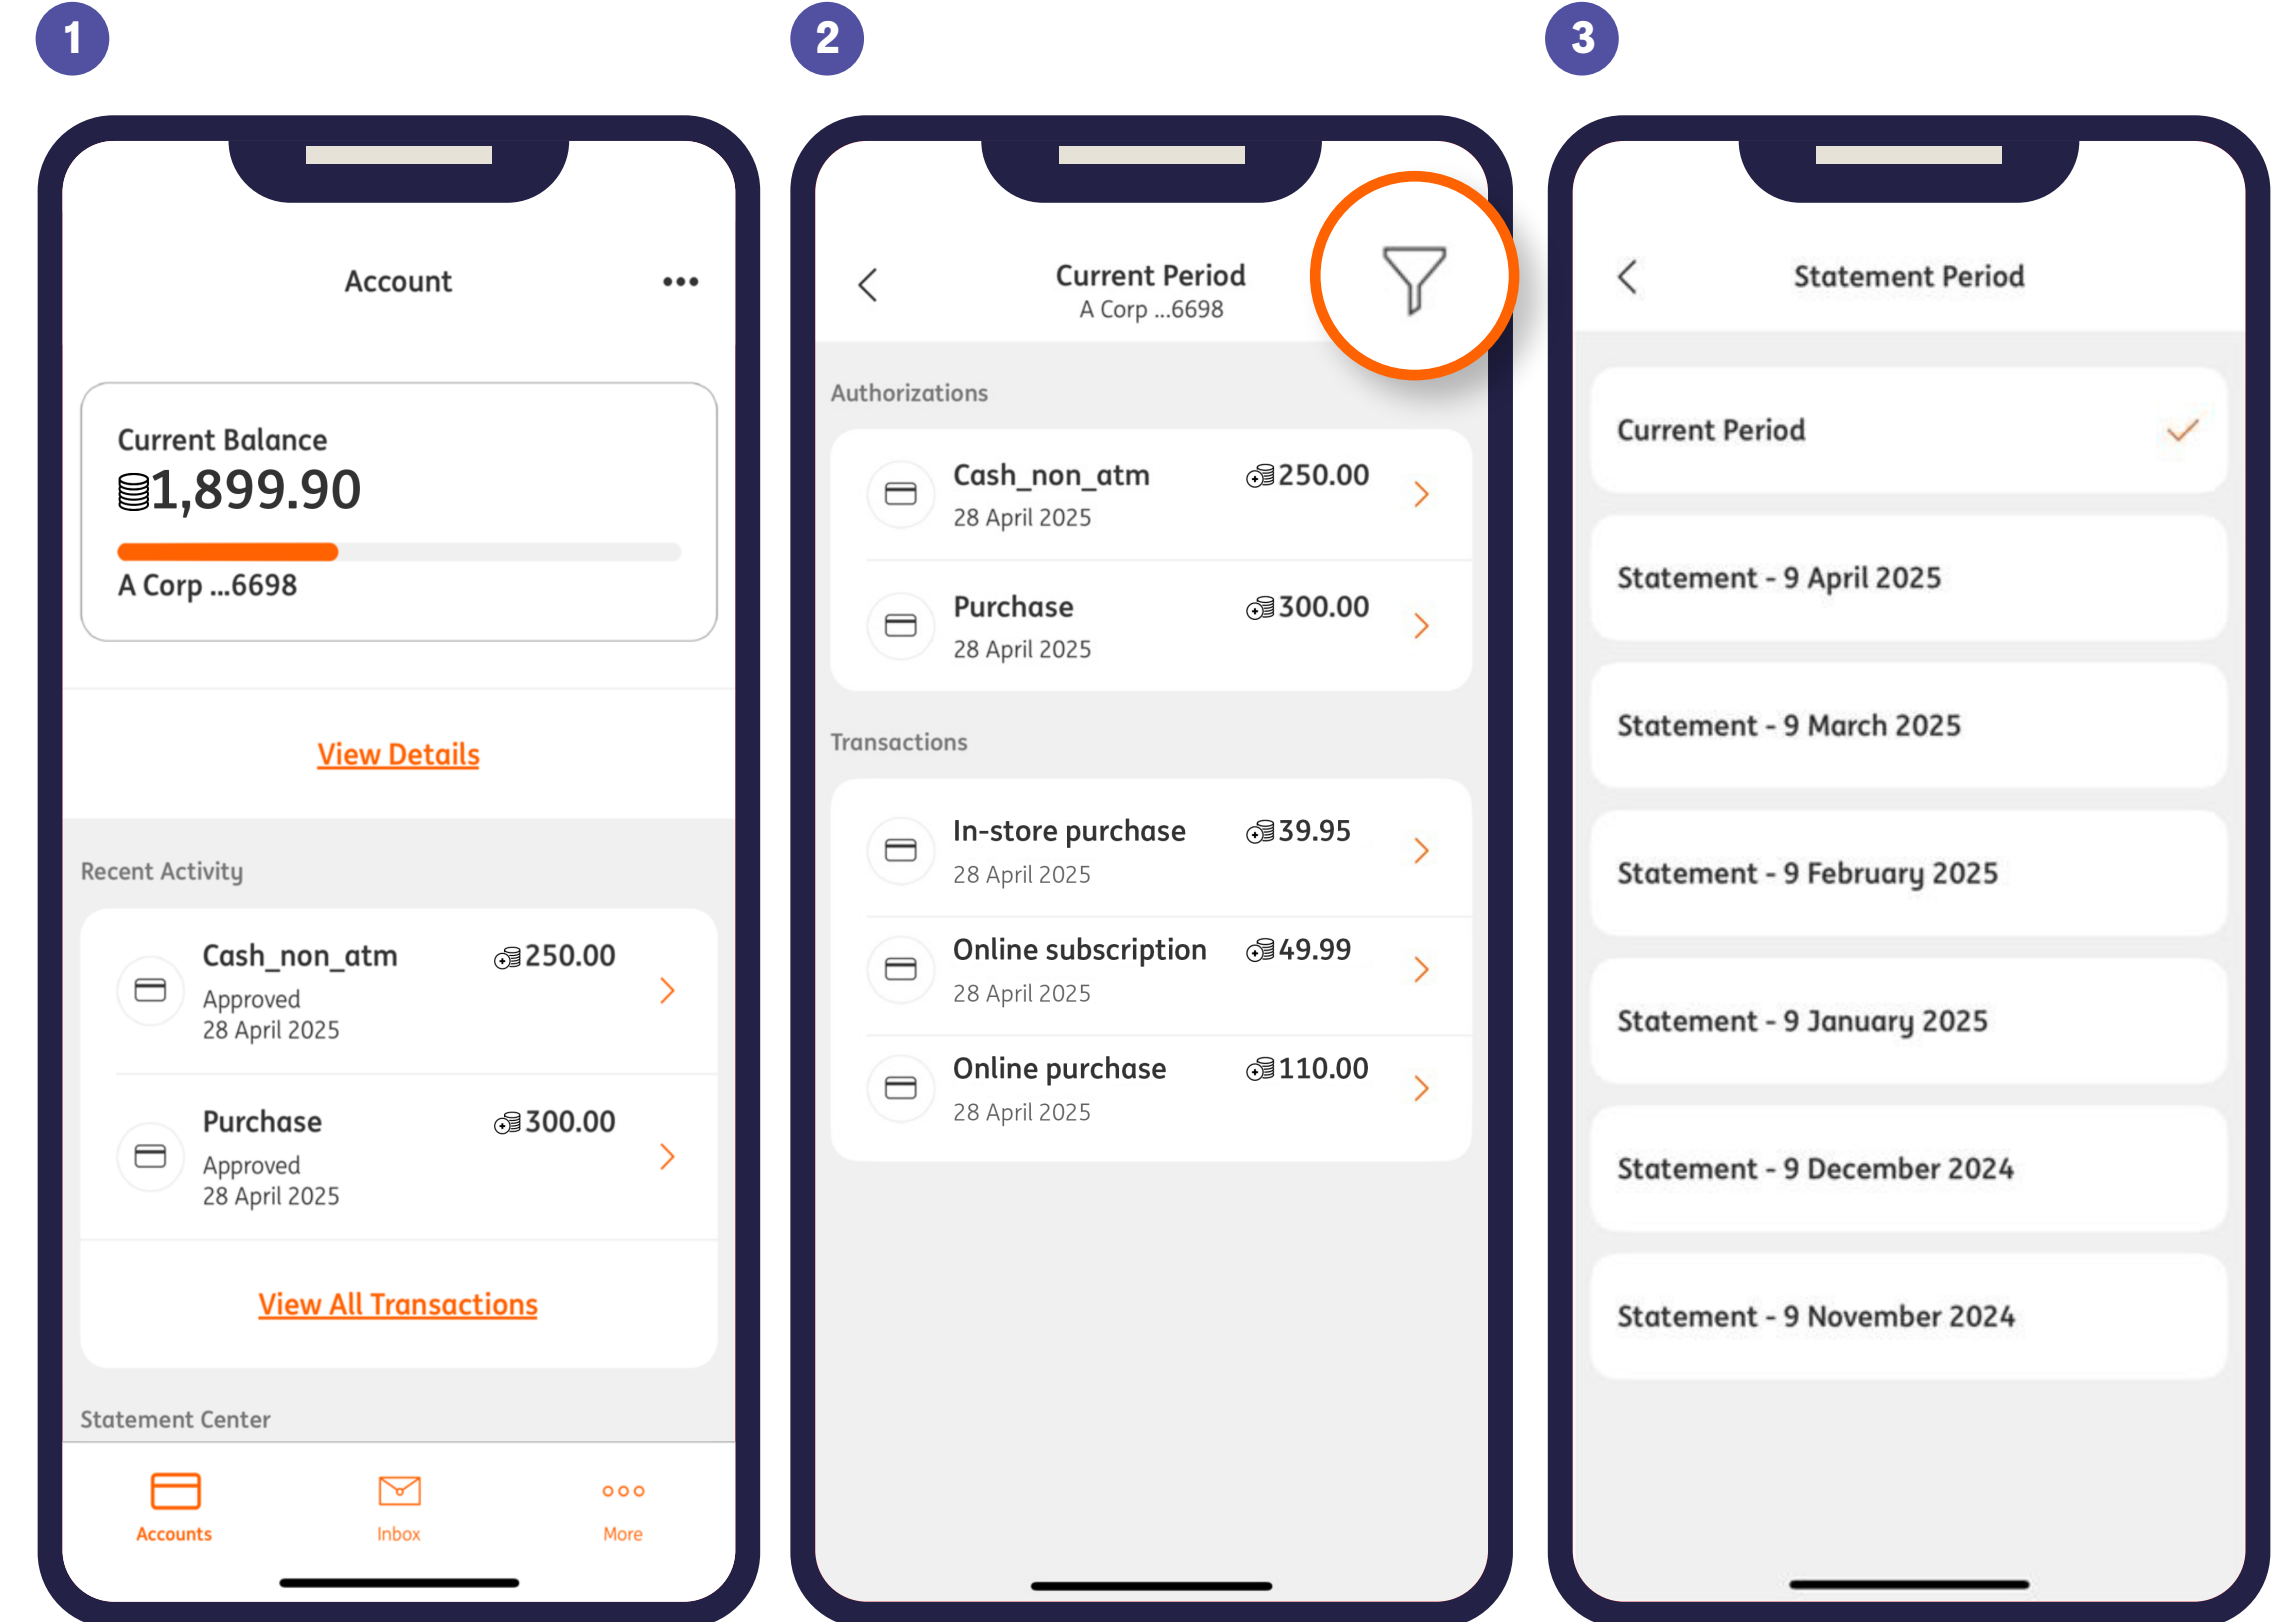 1
Account
Current Balance
1,899.90
A Corp ...6698
View Details
Recent Activity
Cash_non_atm 250.00
Approved
28 April 2025
Purchase 300.00
Approved
28 April 2025
View All Transactions
Statement Center
Accounts Inbox More
2
Current Period
A Corp ...6698
Authorizations
Cash_non_atm 250.00
28 April 2025
Purchase 300.00
28 April 2025
Transactions
In-store purchase 39.95
28 April 2025
Online subscription 49.99
28 April 2025
Online purchase 110.00
28 April 2025
3
Statement Period
Current Period
Statement - 9 April 2025
Statement - 9 March 2025
Statement - 9 February 2025
Statement - 9 January 2025
Statement - 9 December 2024
Statement - 9 November 2024